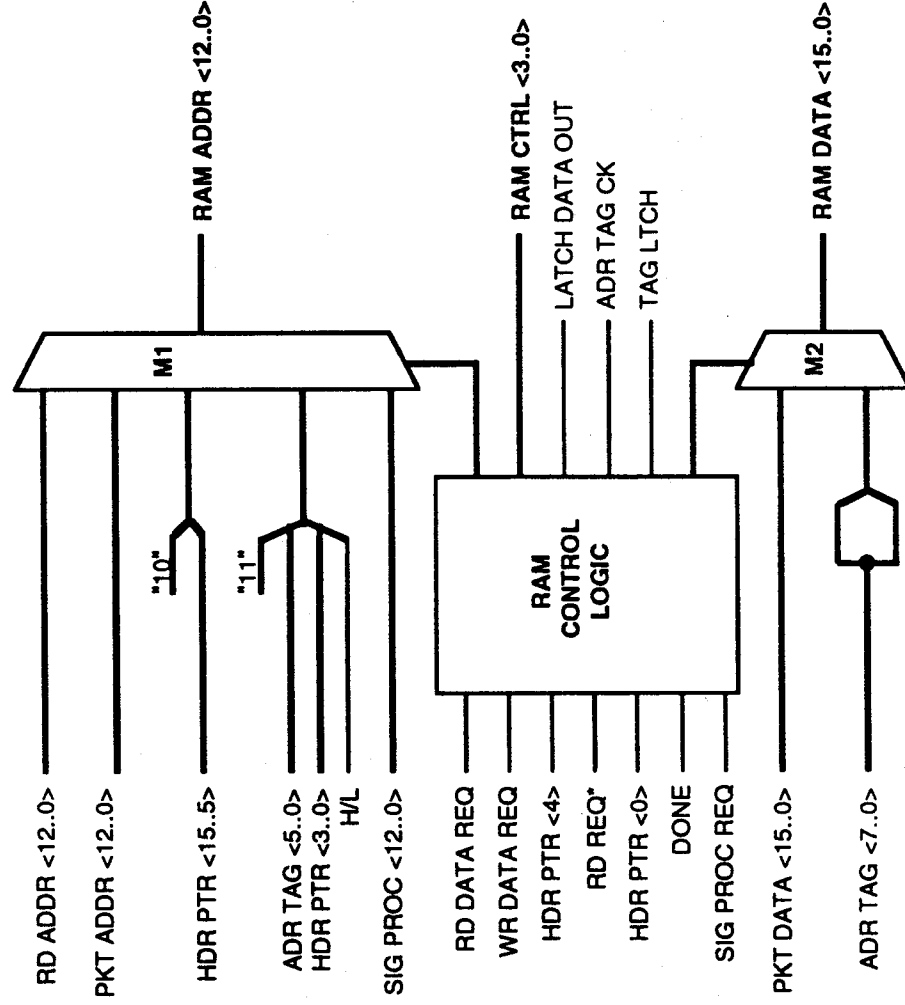 RD ADDR <12..0>
PKT ADDR <12..0>
"10"
HDR PTR <15..5>
"11"
ADR TAG <5..0>
HDR PTR <3..0>
H/L
SIG PROC <12..0>
M1
RAM ADDR <12..0>
RD DATA REQ
WR DATA REQ
HDR PTR <4>
RD REQ*
HDR PTR <0>
DONE
SIG PROC REQ
RAM
CONTROL
LOGIC
RAM CTRL <3..0>
LATCH DATA OUT
ADR TAG CK
TAG LTCH
PKT DATA <15..0>
ADR TAG <7..0>
M2
RAM DATA <15..0>